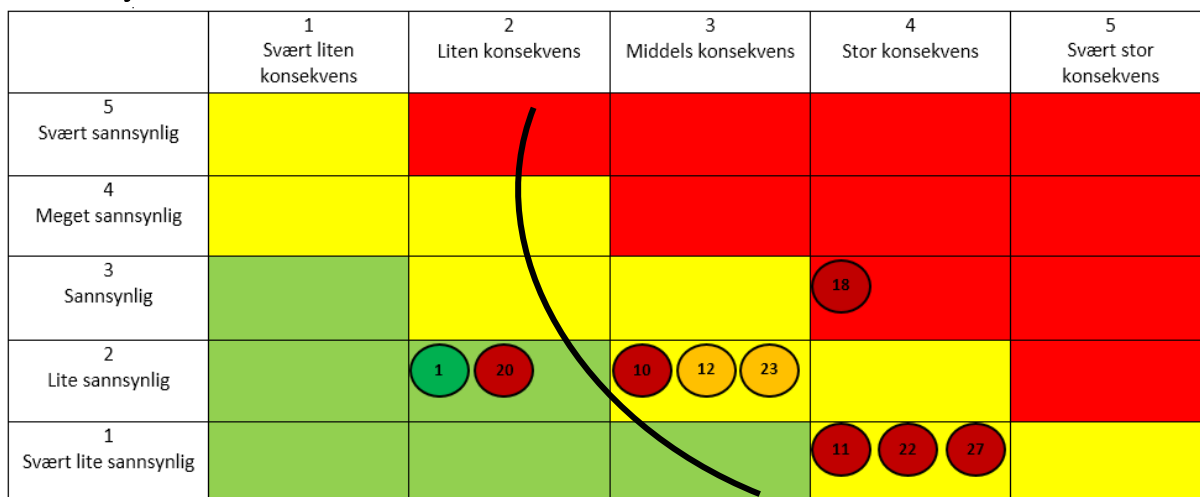 1
Svært liten
konsekvens
2
Liten konsekvens
3
Middels konsekvens
4
Stor konsekvens
5
Svært stor
konsekvens
5
Svært sannsynlig
4
Meget sannsynlig
3
Sannsynlig
18
2
Lite sannsynlig
1 20 10 12 23
1
Svært lite sannsynlig
11 22 27